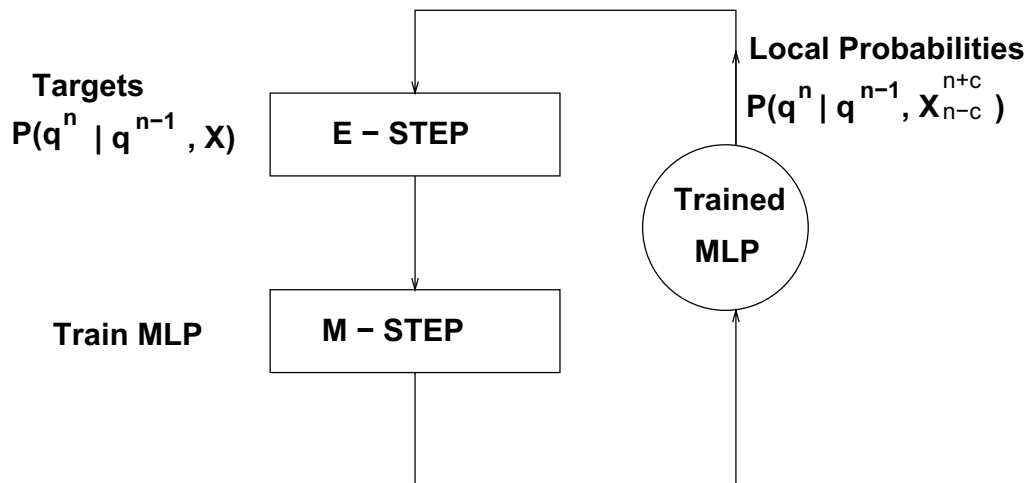 Targets
P(q^n | q^{n−1}, X)
E − STEP
Train MLP
M − STEP
Local Probabilities
P(q^n | q^{n−1}, X_{n−c}^{n+c})
Trained
MLP